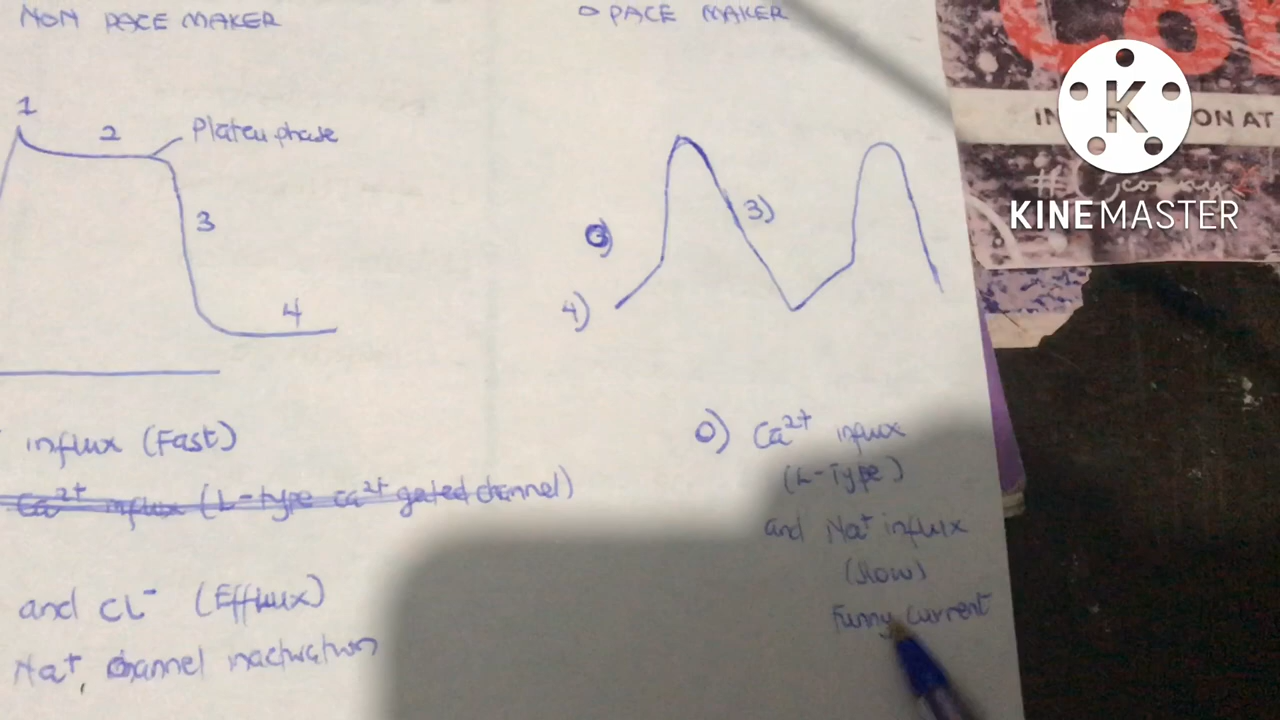 NON PACE MAKER
PACE MAKER
1
2
Plateu phase
3
4
0)
3)
4)
influx (Fast)
Ca²⁺ influx (L-type ca²⁺ gated channel)
and CL⁻ (Efflux)
Na⁺, channel inactivation
0) Ca²⁺ influx
(L-Type)
and Na⁺ influx
(slow)
Funny current
ON AT
K
KINEMASTER